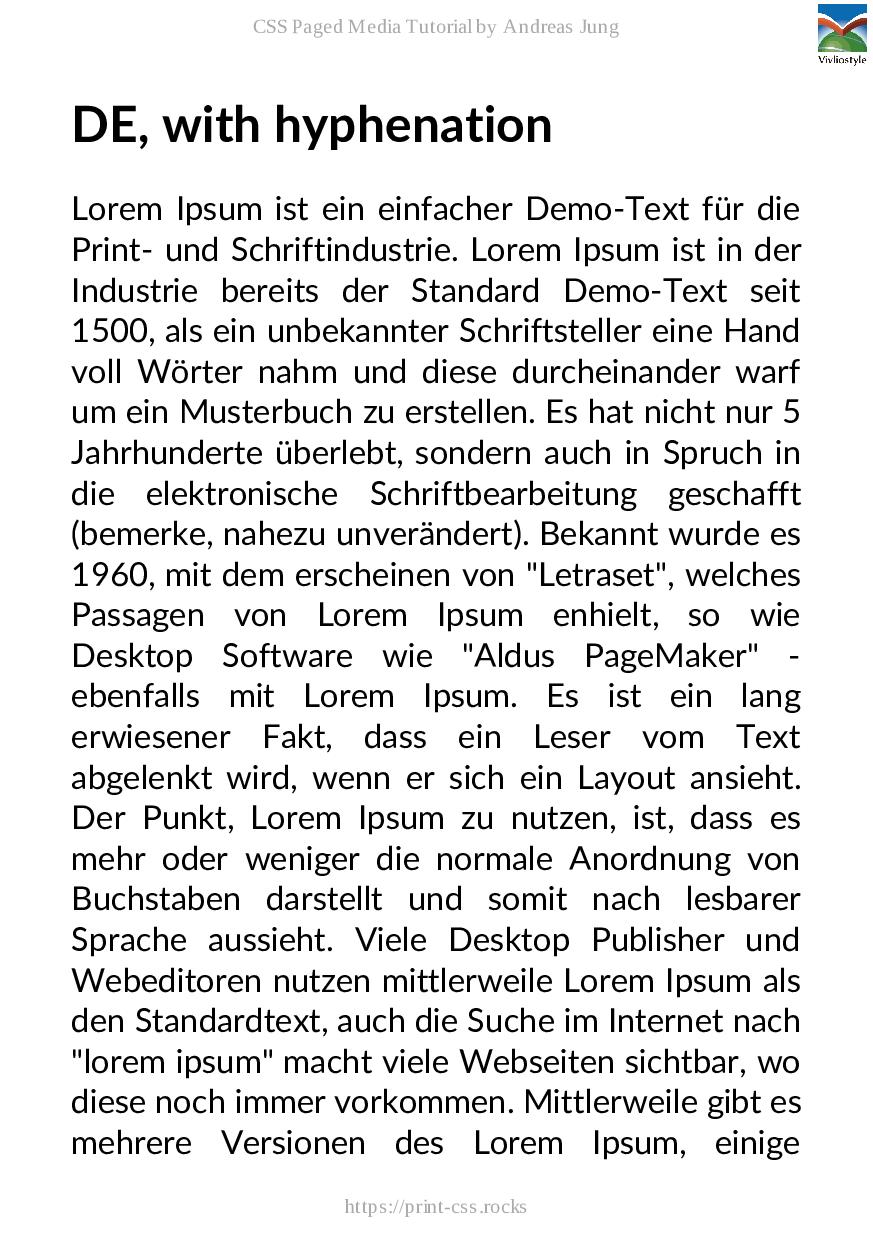 CSS Paged Media Tutorial by Andreas Jung
Vivliostyle
DE, with hyphenation
Lorem Ipsum ist ein einfacher Demo-Text für die
Print- und Schriftindustrie. Lorem Ipsum ist in der
Industrie bereits der Standard Demo-Text seit
1500, als ein unbekannter Schriftsteller eine Hand
voll Wörter nahm und diese durcheinander warf
um ein Musterbuch zu erstellen. Es hat nicht nur 5
Jahrhunderte überlebt, sondern auch in Spruch in
die elektronische Schriftbearbeitung geschafft
(bemerke, nahezu unverändert). Bekannt wurde es
1960, mit dem erscheinen von "Letraset", welches
Passagen von Lorem Ipsum enhielt, so wie
Desktop Software wie "Aldus PageMaker" -
ebenfalls mit Lorem Ipsum. Es ist ein lang
erwiesener Fakt, dass ein Leser vom Text
abgelenkt wird, wenn er sich ein Layout ansieht.
Der Punkt, Lorem Ipsum zu nutzen, ist, dass es
mehr oder weniger die normale Anordnung von
Buchstaben darstellt und somit nach lesbarer
Sprache aussieht. Viele Desktop Publisher und
Webeditoren nutzen mittlerweile Lorem Ipsum als
den Standardtext, auch die Suche im Internet nach
"lorem ipsum" macht viele Webseiten sichtbar, wo
diese noch immer vorkommen. Mittlerweile gibt es
mehrere Versionen des Lorem Ipsum, einige
https://print-css.rocks